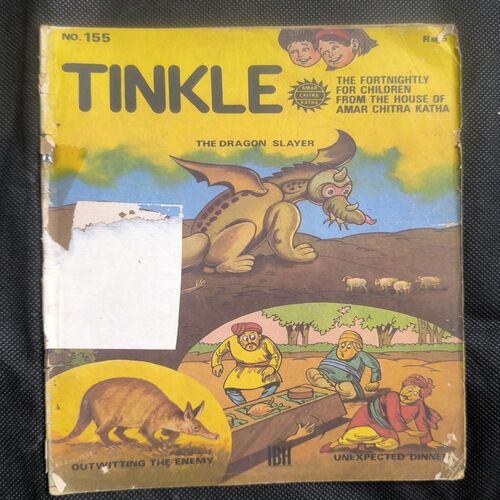 NO. 155
Rs 5
TINKLE
AMAR
CHITRA
KATHA
THE FORTNIGHTLY
FOR CHILDREN
FROM THE HOUSE OF
AMAR CHITRA KATHA
THE DRAGON SLAYER
OUTWITTING THE ENEMY
IBH
UNEXPECTED DINNER